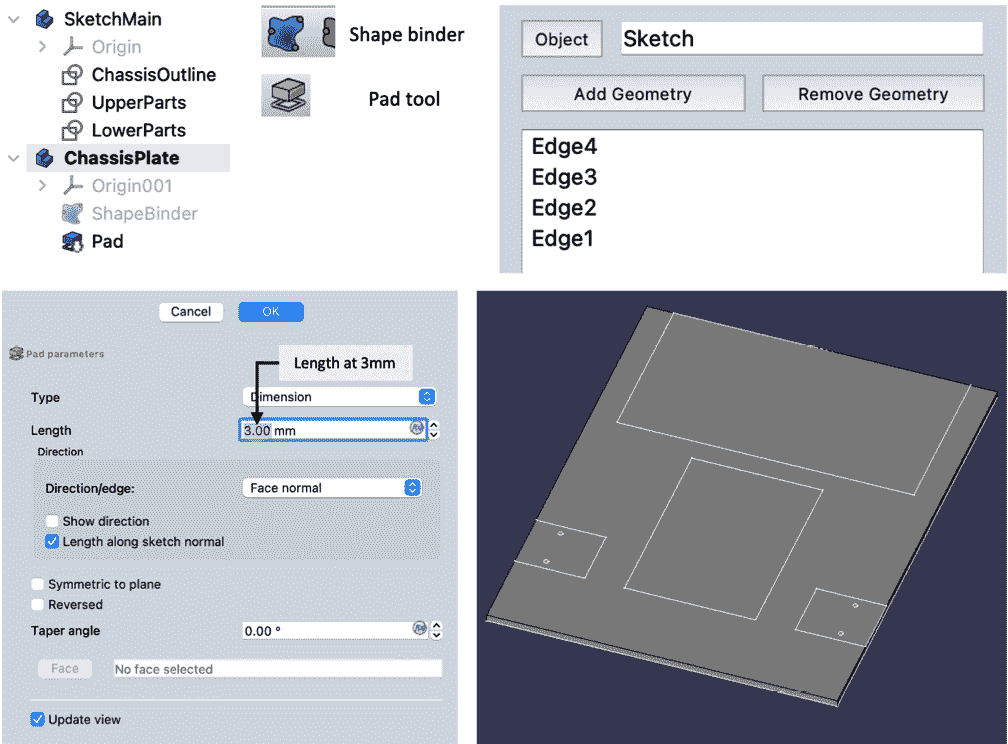 SketchMain
Origin
ChassisOutline
UpperParts
LowerParts
ChassisPlate
Origin001
ShapeBinder
Pad
Shape binder
Pad tool
Object
Sketch
Add Geometry
Remove Geometry
Edge4
Edge3
Edge2
Edge1
Cancel
OK
Pad parameters
Length at 3mm
Type
Dimension
Length
3.00 mm
Direction
Direction/edge:
Face normal
Show direction
Length along sketch normal
Symmetric to plane
Reversed
Taper angle
0.00 °
Face
No face selected
Update view